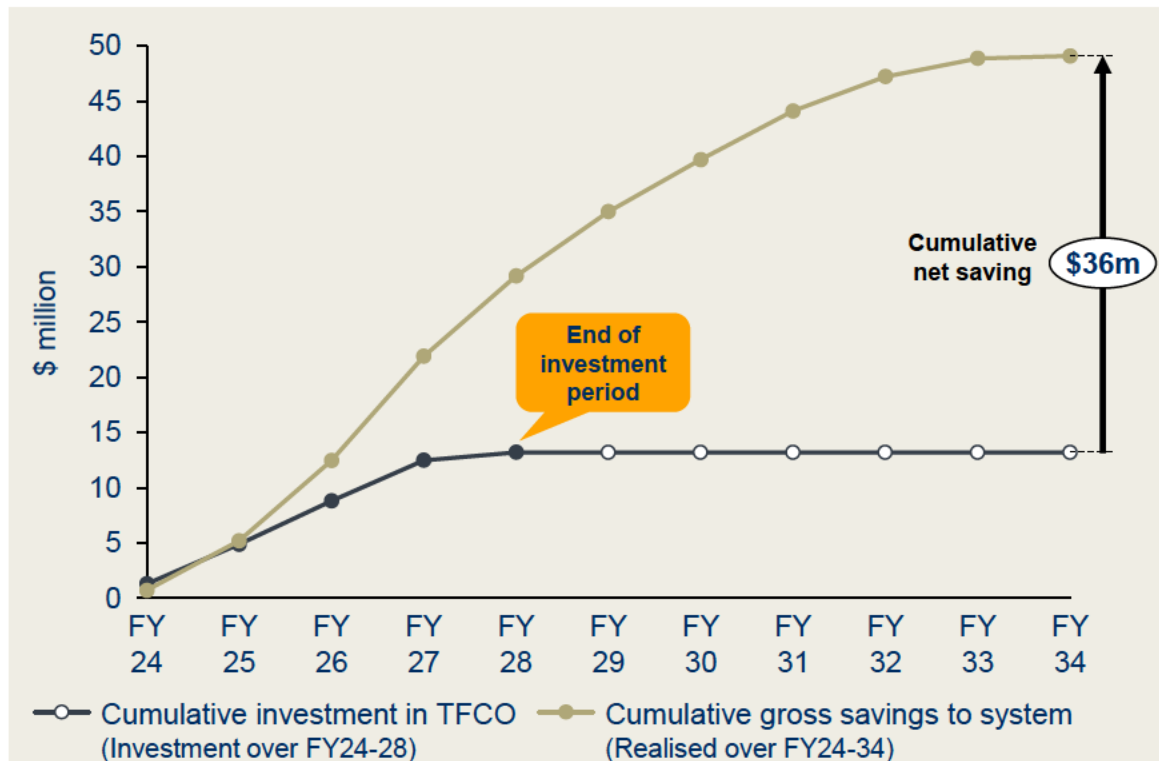 50
45
40
35
30
25
20
15
10
5
0
$ million
Cumulative
net saving
$36m
End of
investment
period
FY FY FY FY FY FY FY FY FY FY FY
24 25 26 27 28 29 30 31 32 33 34
Cumulative investment in TFCO Cumulative gross savings to system
(Investment over FY24-28) (Realised over FY24-34)